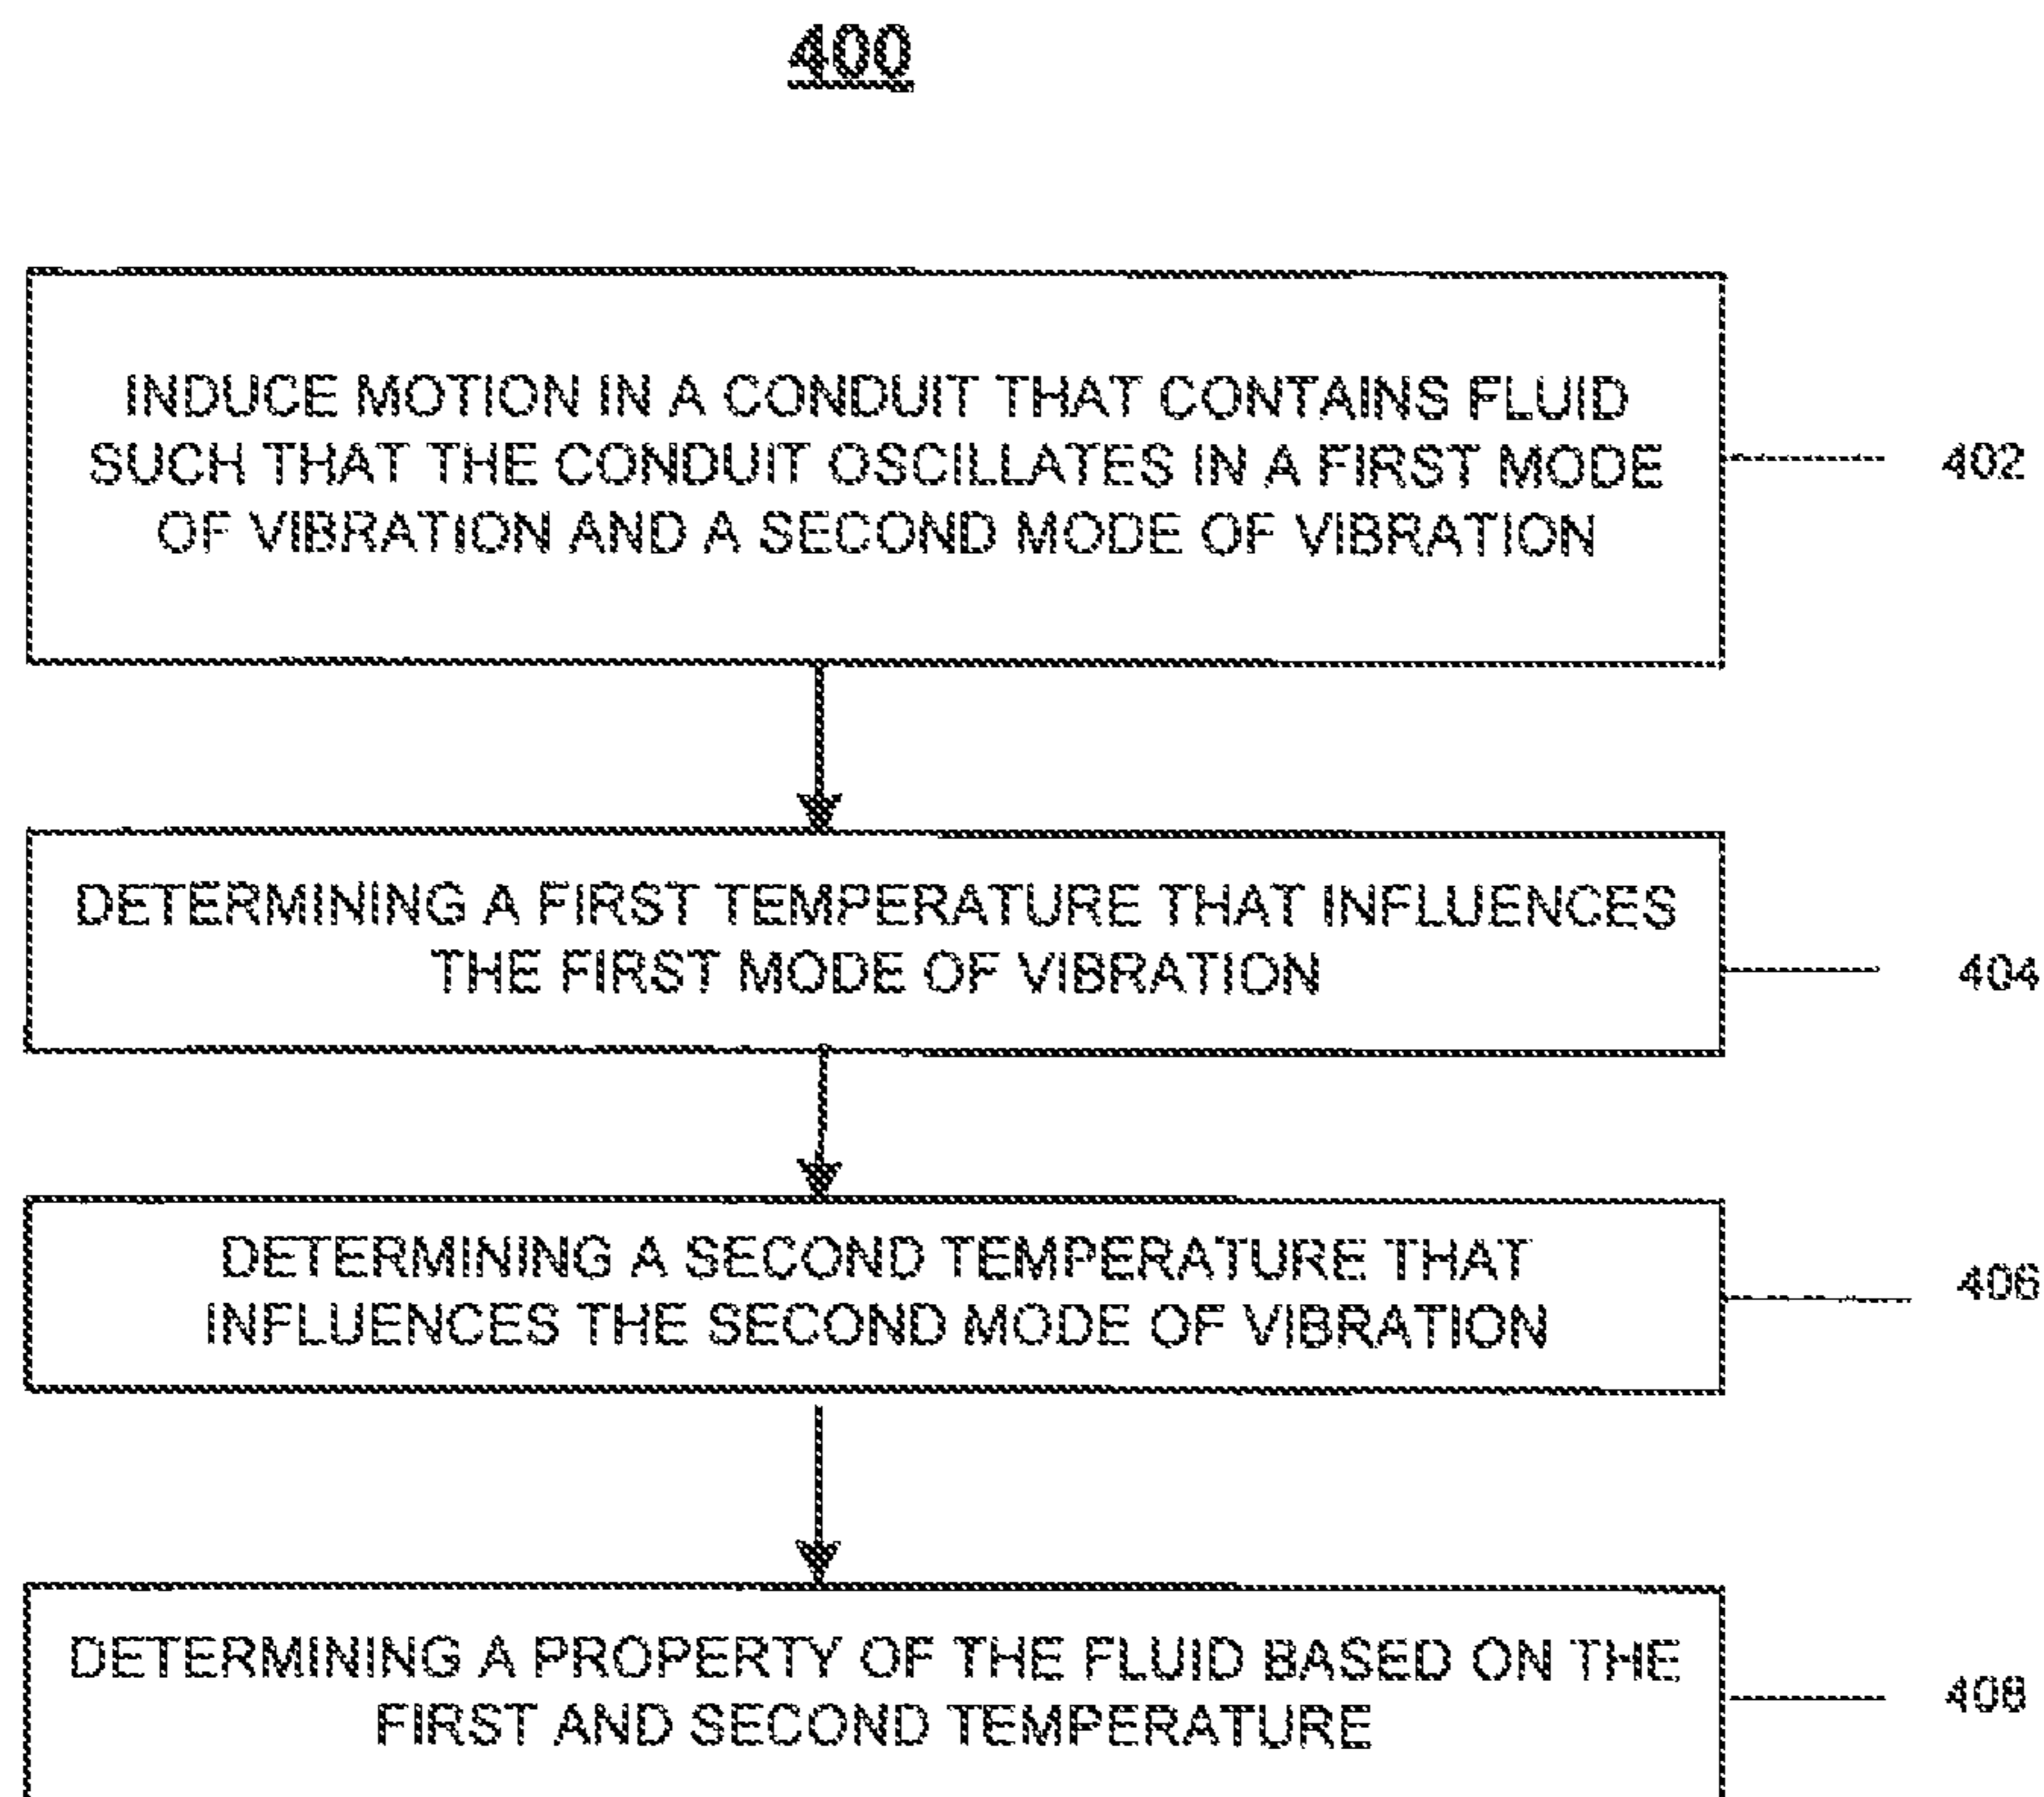 400
INDUCE MOTION IN A CONDUIT THAT CONTAINS FLUID
SUCH THAT THE CONDUIT OSCILLATES IN A FIRST MODE
OF VIBRATION AND A SECOND MODE OF VIBRATION
402
DETERMINING A FIRST TEMPERATURE THAT INFLUENCES
THE FIRST MODE OF VIBRATION
404
DETERMINING A SECOND TEMPERATURE THAT
INFLUENCES THE SECOND MODE OF VIBRATION
406
DETERMINING A PROPERTY OF THE FLUID BASED ON THE
FIRST AND SECOND TEMPERATURE
408